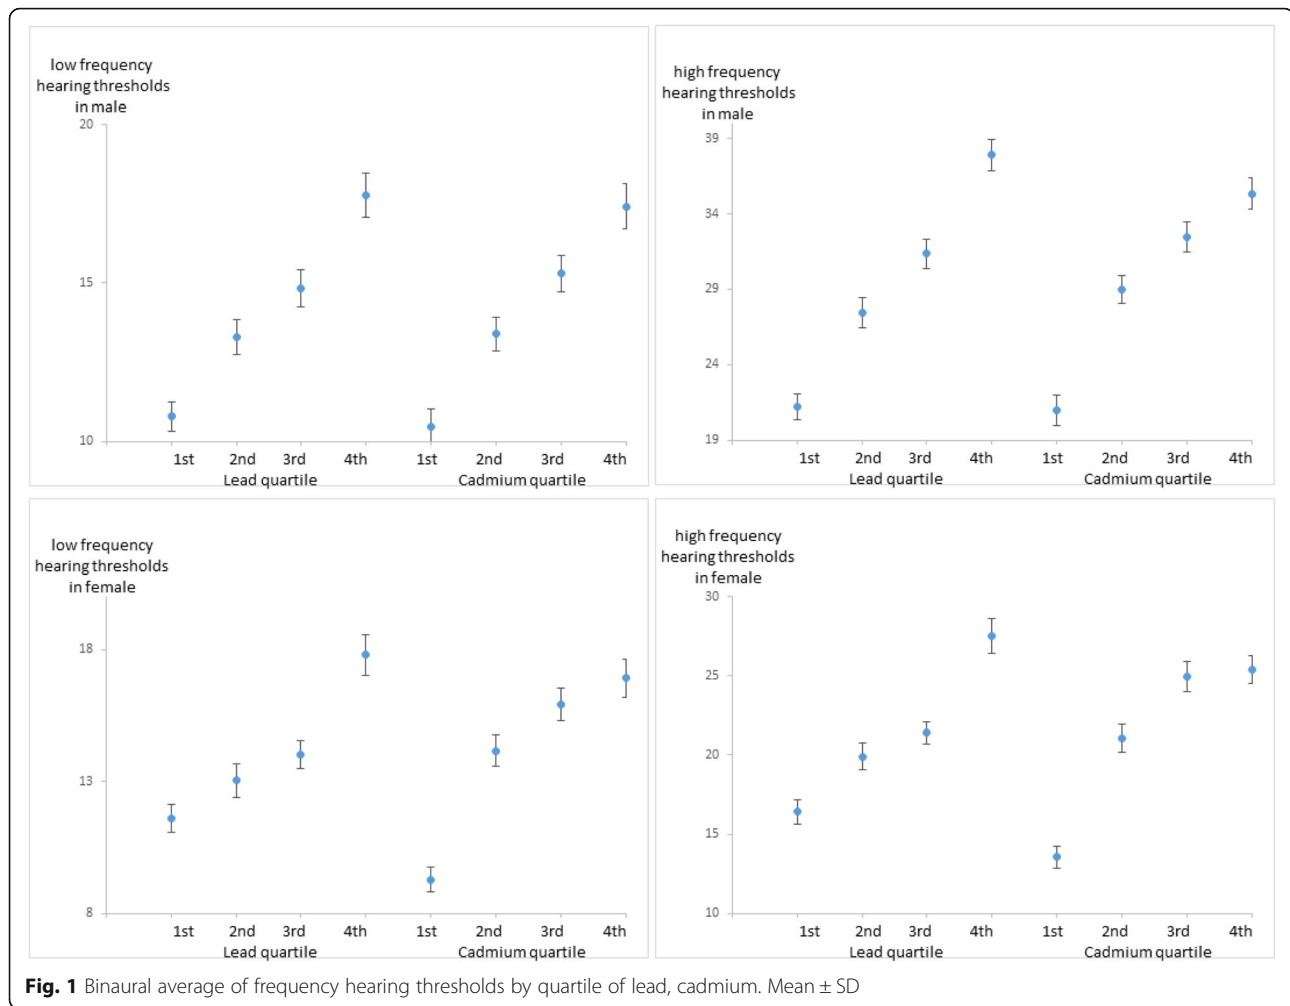 low frequency
hearing thresholds
in male
20
15
10
1st 2nd 3rd 4th 1st 2nd 3rd 4th
Lead quartile Cadmium quartile
high frequency
hearing thresholds
in male
39
34
29
24
19
1st 2nd 3rd 4th 1st 2nd 3rd 4th
Lead quartile Cadmium quartile
low frequency
hearing thresholds
in female
18
13
8
1st 2nd 3rd 4th 1st 2nd 3rd 4th
Lead quartile Cadmium quartile
high frequency
hearing thresholds
in female
30
25
20
15
10
1st 2nd 3rd 4th 1st 2nd 3rd 4th
Lead quartile Cadmium quartile
Fig. 1 Binaural average of frequency hearing thresholds by quartile of lead, cadmium. Mean ± SD